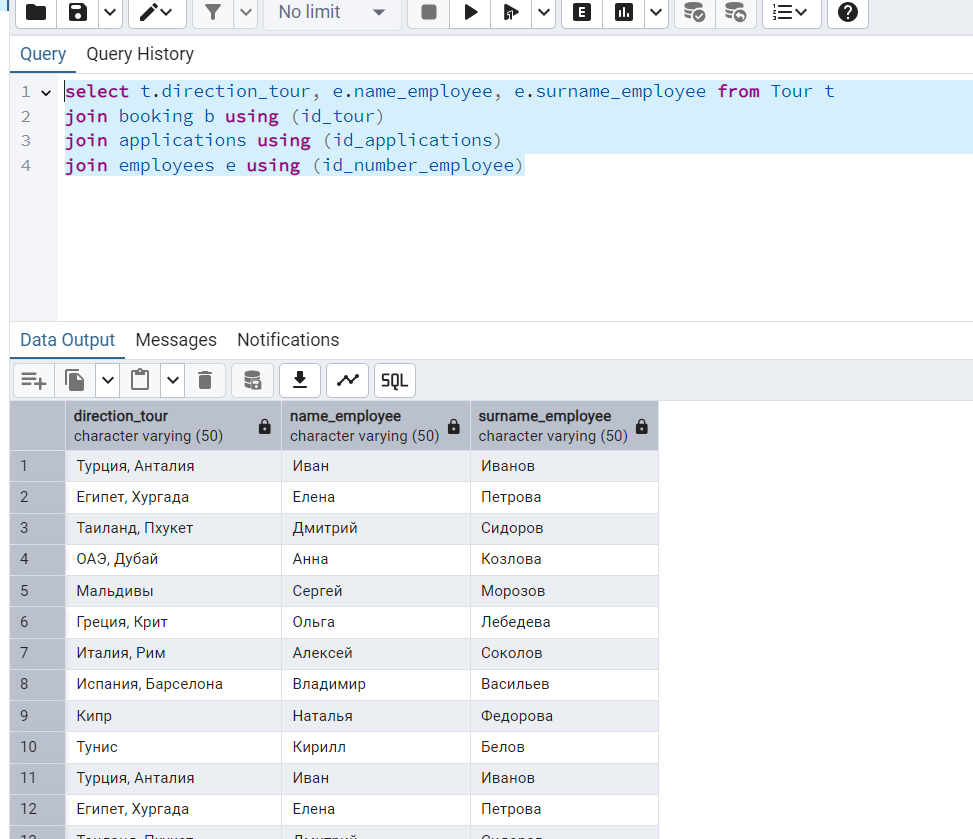 No limit
E
Query Query History
1 select t.direction_tour, e.name_employee, e.surname_employee from Tour t
2 join booking b using (id_tour)
3 join applications using (id_applications)
4 join employees e using (id_number_employee)
Data Output Messages Notifications
SQL
direction_tour name_employee surname_employee
character varying (50) character varying (50) character varying (50)
1 Турция, Анталия Иван Иванов
2 Египет, Хургада Елена Петрова
3 Таиланд, Пхукет Дмитрий Сидоров
4 ОАЭ, Дубай Анна Козлова
5 Мальдивы Сергей Морозов
6 Греция, Крит Ольга Лебедева
7 Италия, Рим Алексей Соколов
8 Испания, Барселона Владимир Васильев
9 Кипр Наталья Федорова
10 Тунис Кирилл Белов
11 Турция, Анталия Иван Иванов
12 Египет, Хургада Елена Петрова